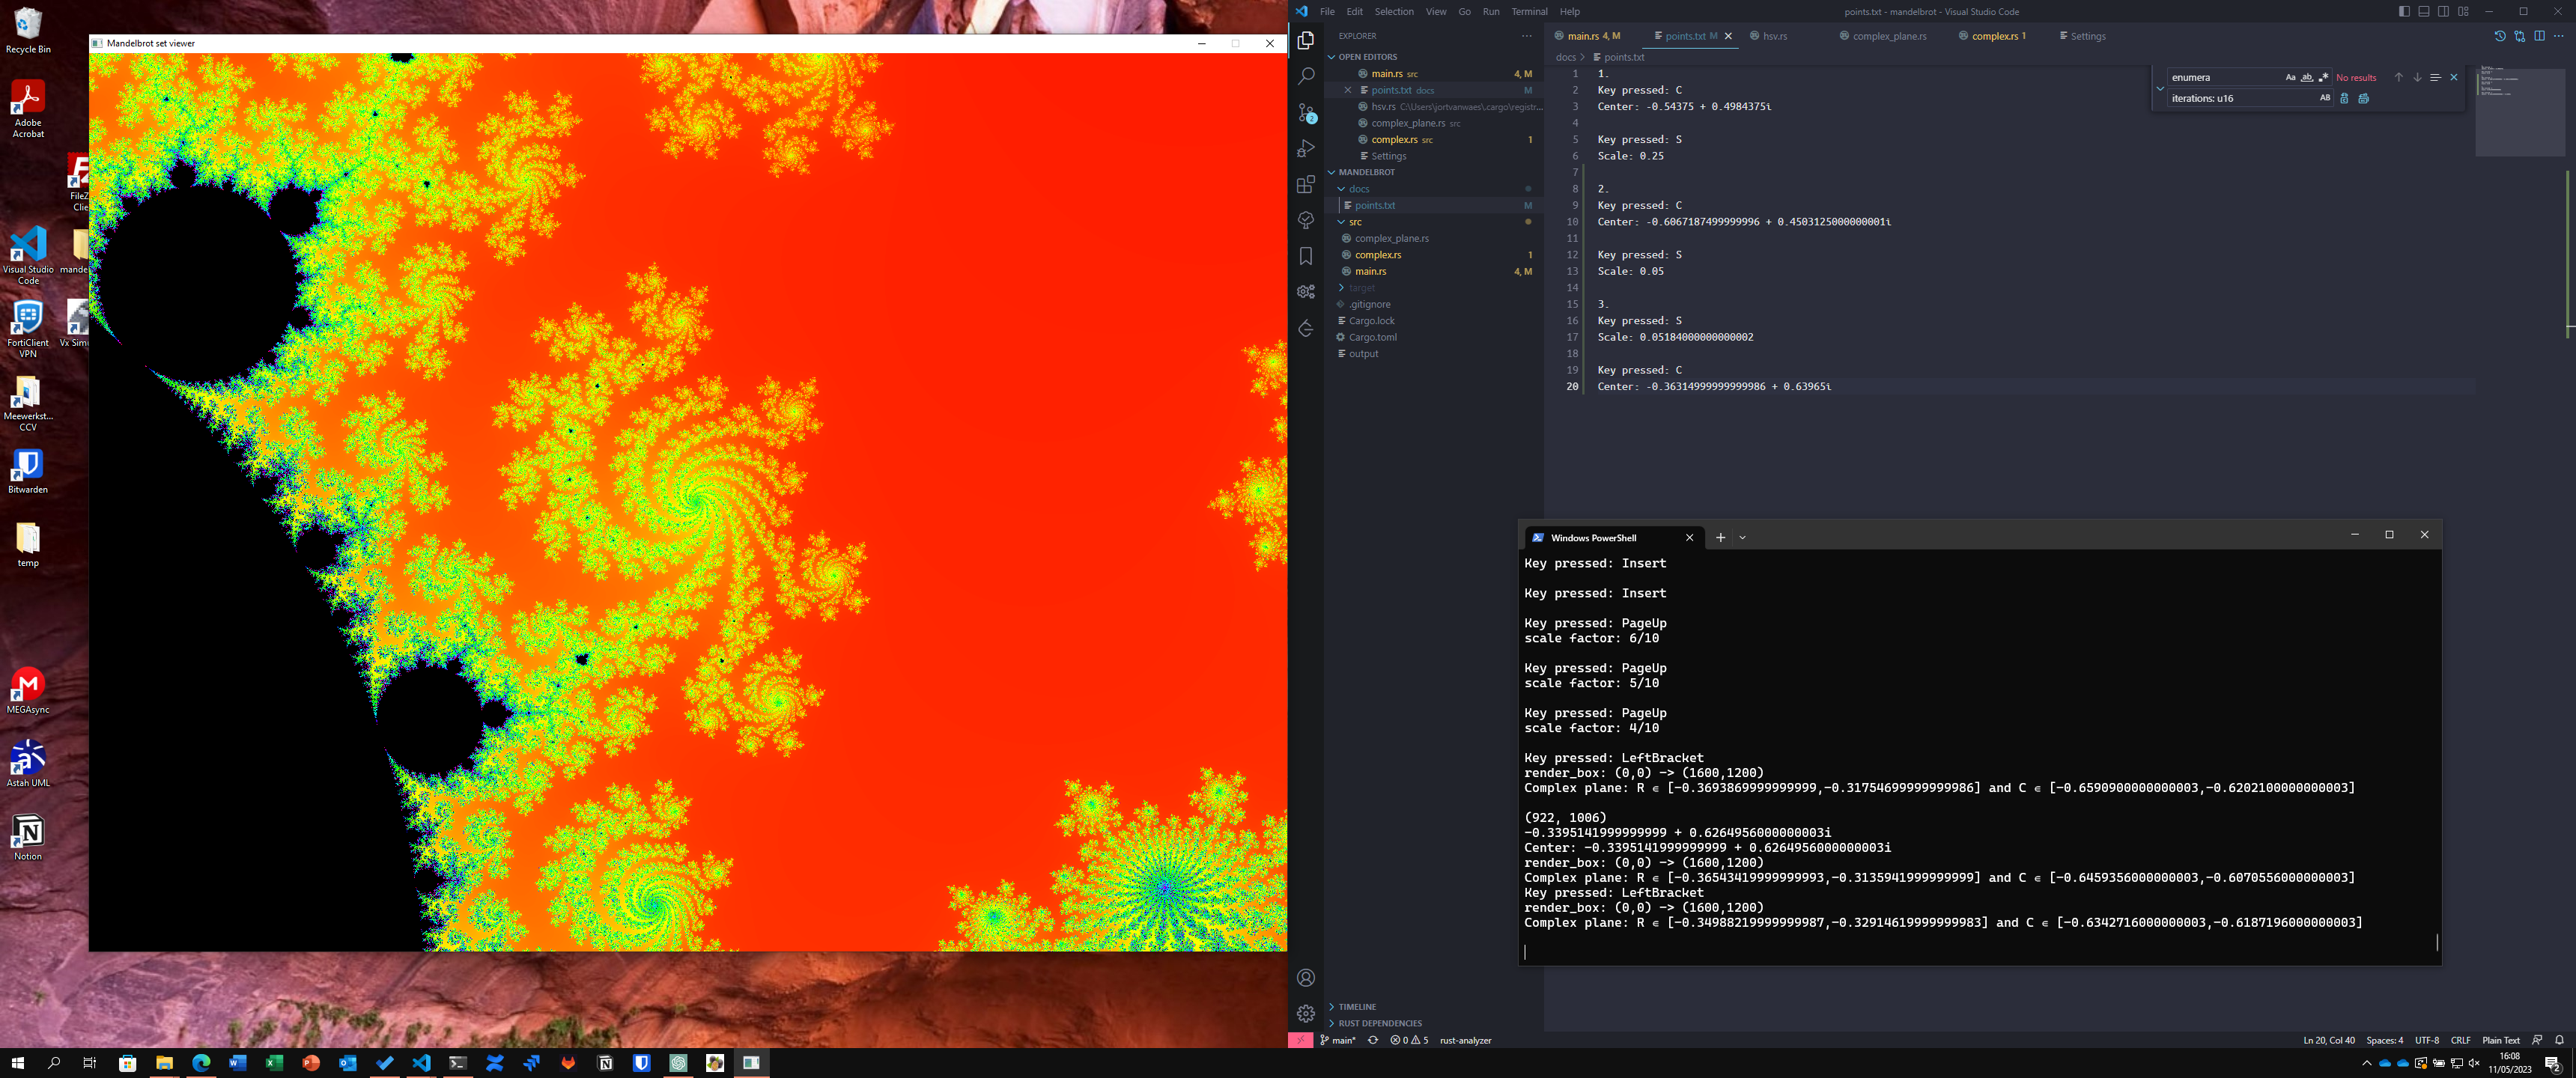 Recycle Bin
Adobe
Acrobat
FileZ
Clie
Visual Studio
Code
mande
FortiClient
VPN
Vx Simu
Meewerkst...
CCV
Bitwarden
temp
MEGAsync
Astah UML
Notion
Mandelbrot set viewer
File Edit Selection View Go Run Terminal Help
points.txt - mandelbrot - Visual Studio Code
EXPLORER
OPEN EDITORS
main.rs src 4, M
points.txt docs M
hsv.rs C:\Users\jortvanwaes\.cargo\registr...
complex_plane.rs src
complex.rs src 1
Settings
MANDELBROT
docs
points.txt M
src
complex_plane.rs
complex.rs 1
main.rs 4, M
target
.gitignore
Cargo.lock
Cargo.toml
output
TIMELINE
RUST DEPENDENCIES
main.rs 4, M points.txt M hsv.rs complex_plane.rs complex.rs 1 Settings
docs > points.txt
enumera Aa ab No results
iterations: u16 AB
1 1.
2 Key pressed: C
3 Center: -0.54375 + 0.4984375i
4
5 Key pressed: S
6 Scale: 0.25
7
8 2.
9 Key pressed: C
10 Center: -0.6067187499999996 + 0.4503125000000001i
11
12 Key pressed: S
13 Scale: 0.05
14
15 3.
16 Key pressed: S
17 Scale: 0.05184000000000002
18
19 Key pressed: C
20 Center: -0.36314999999999986 + 0.63965i
Windows PowerShell
Key pressed: Insert
Key pressed: Insert
Key pressed: PageUp
scale factor: 6/10
Key pressed: PageUp
scale factor: 5/10
Key pressed: PageUp
scale factor: 4/10
Key pressed: LeftBracket
render_box: (0,0) -> (1600,1200)
Complex plane: R ∈ [-0.3693869999999999,-0.31754699999999986] and C ∈ [-0.6590900000000003,-0.6202100000000003]
(922, 1006)
-0.3395141999999999 + 0.6264956000000003i
Center: -0.3395141999999999 + 0.6264956000000003i
render_box: (0,0) -> (1600,1200)
Complex plane: R ∈ [-0.36543419999999993,-0.3135941999999999] and C ∈ [-0.6459356000000003,-0.6070556000000003]
Key pressed: LeftBracket
render_box: (0,0) -> (1600,1200)
Complex plane: R ∈ [-0.34988219999999987,-0.32914619999999983] and C ∈ [-0.6342716000000003,-0.6187196000000003]
main* 0 5 rust-analyzer
Ln 20, Col 40 Spaces: 4 UTF-8 CRLF Plain Text
16:08
11/05/2023
2